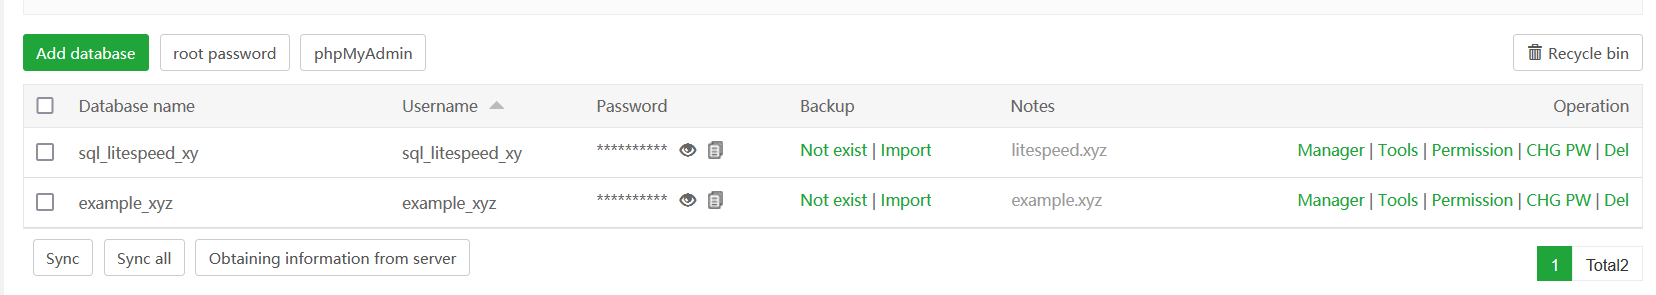 Add database root password phpMyAdmin Recycle bin
Database name Username Password Backup Notes Operation
sql_litespeed_xy sql_litespeed_xy ********** Not exist | Import litespeed.xyz Manager | Tools | Permission | CHG PW | Del
example_xyz example_xyz ********** Not exist | Import example.xyz Manager | Tools | Permission | CHG PW | Del
Sync Sync all Obtaining information from server 1 Total2